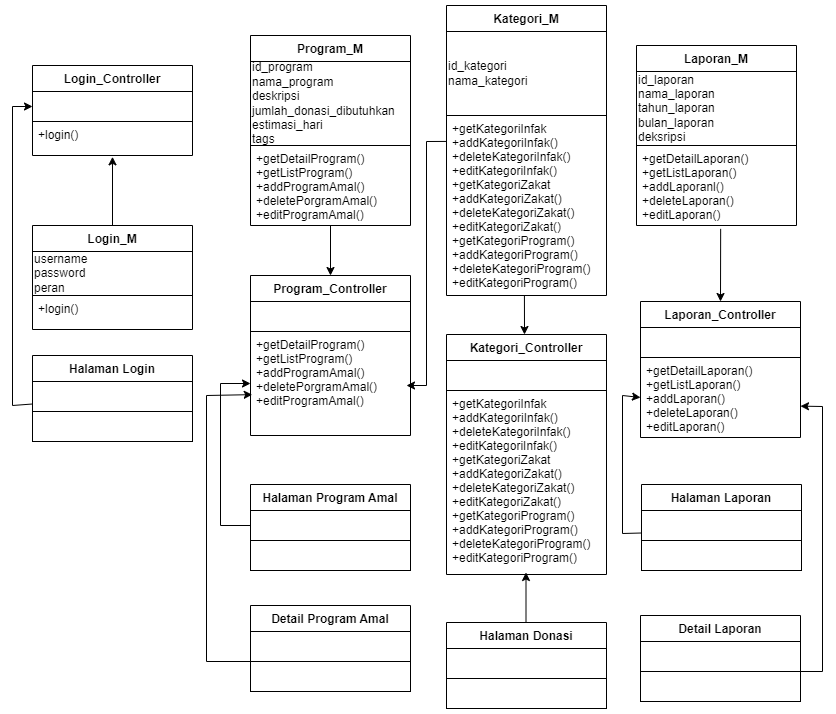 Login_Controller
+login()
Login_M
username
password
peran
+login()
Halaman Login
Program_M
id_program
nama_program
deskripsi
jumlah_donasi_dibutuhkan
estimasi_hari
tags
+getDetailProgram()
+getListProgram()
+addProgramAmal()
+deletePorgramAmal()
+editProgramAmal()
Program_Controller
+getDetailProgram()
+getListProgram()
+addProgramAmal()
+deletePorgramAmal()
+editProgramAmal()
Halaman Program Amal
Detail Program Amal
Kategori_M
id_kategori
nama_kategori
+getKategoriInfak
+addKategoriInfak()
+deleteKategoriInfak()
+editKategoriInfak()
+getKategoriZakat
+addKategoriZakat()
+deleteKategoriZakat()
+editKategoriZakat()
+getKategoriProgram()
+addKategoriProgram()
+deleteKategoriProgram()
+editKategoriProgram()
Kategori_Controller
+getKategoriInfak
+addKategoriInfak()
+deleteKategoriInfak()
+editKategoriInfak()
+getKategoriZakat
+addKategoriZakat()
+deleteKategoriZakat()
+editKategoriZakat()
+getKategoriProgram()
+addKategoriProgram()
+deleteKategoriProgram()
+editKategoriProgram()
Halaman Donasi
Laporan_M
id_laporan
nama_laporan
tahun_laporan
bulan_laporan
deksripsi
+getDetailLaporan()
+getListLaporan()
+addLaporanl()
+deleteLaporan()
+editLaporan()
Laporan_Controller
+getDetailLaporan()
+getListLaporan()
+addLaporan()
+deleteLaporan()
+editLaporan()
Halaman Laporan
Detail Laporan